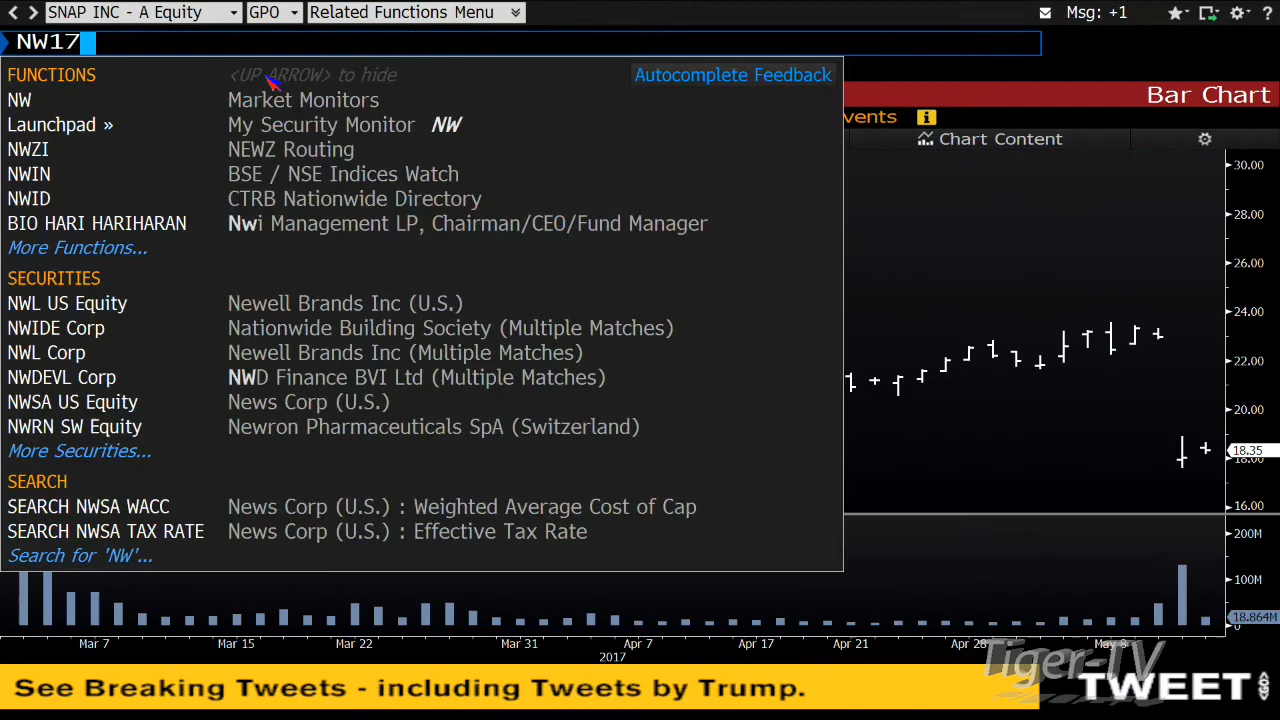 SNAP INC - A Equity GPO Related Functions Menu Msg: +1 ?
NW17
FUNCTIONS <UP ARROW> to hide Autocomplete Feedback
NW Market Monitors
Bar Chart
Launchpad » My Security Monitor NW
vents
Chart Content
NWZI NEWZ Routing
NWIN BSE / NSE Indices Watch
NWID CTRB Nationwide Directory
BIO HARI HARIHARAN Nwi Management LP, Chairman/CEO/Fund Manager
More Functions...
SECURITIES
NWL US Equity Newell Brands Inc (U.S.)
NWIDE Corp Nationwide Building Society (Multiple Matches)
NWL Corp Newell Brands Inc (Multiple Matches)
NWDEVL Corp NWD Finance BVI Ltd (Multiple Matches)
NWSA US Equity News Corp (U.S.)
NWRN SW Equity Newron Pharmaceuticals SpA (Switzerland)
More Securities...
SEARCH
SEARCH NWSA WACC News Corp (U.S.) : Weighted Average Cost of Cap
SEARCH NWSA TAX RATE News Corp (U.S.) : Effective Tax Rate
Search for 'NW'...
30.00
28.00
26.00
24.00
22.00
20.00
18.35
18.00
16.00
200M
100M
18.864M
0
Mar 7 Mar 15 Mar 22 Mar 31 Apr 7 Apr 17 Apr 21 Apr 28 May 8
2017
Tiger-TV
See Breaking Tweets - including Tweets by Trump.
TWEET <GO>